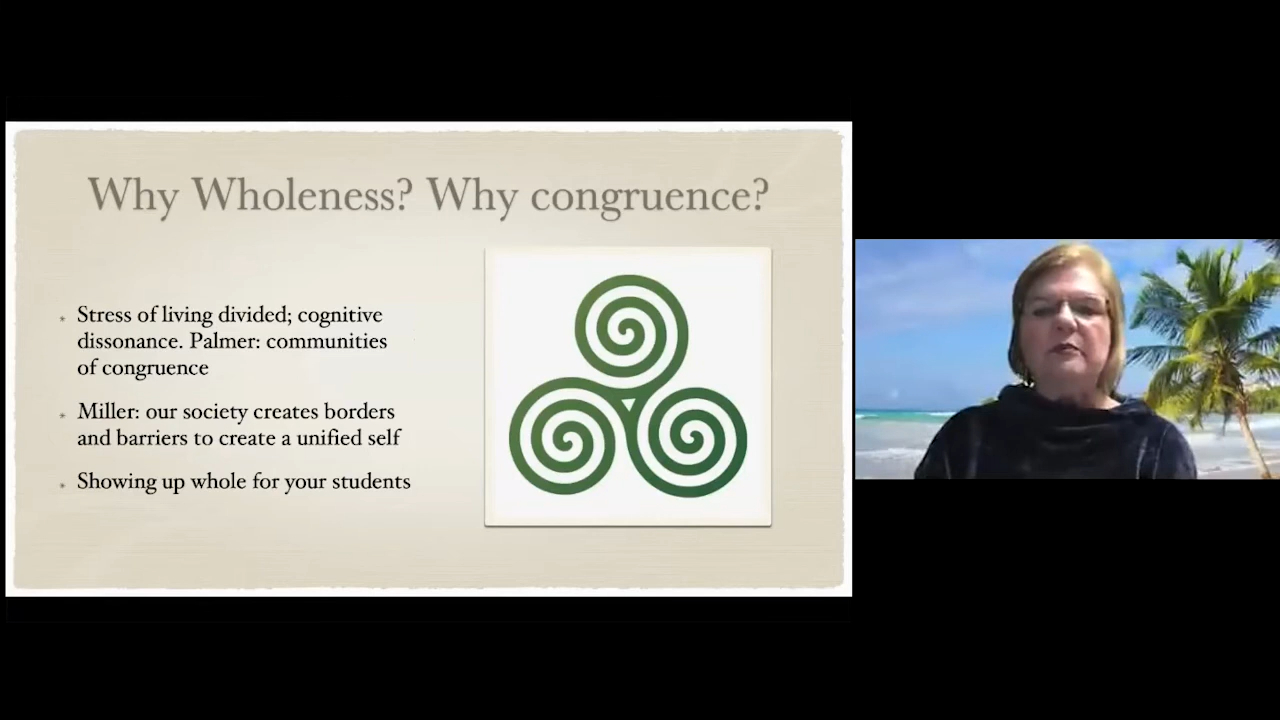 Why Wholeness? Why congruence?
Stress of living divided; cognitive
dissonance. Palmer: communities
of congruence
Miller: our society creates borders
and barriers to create a unified self
Showing up whole for your students